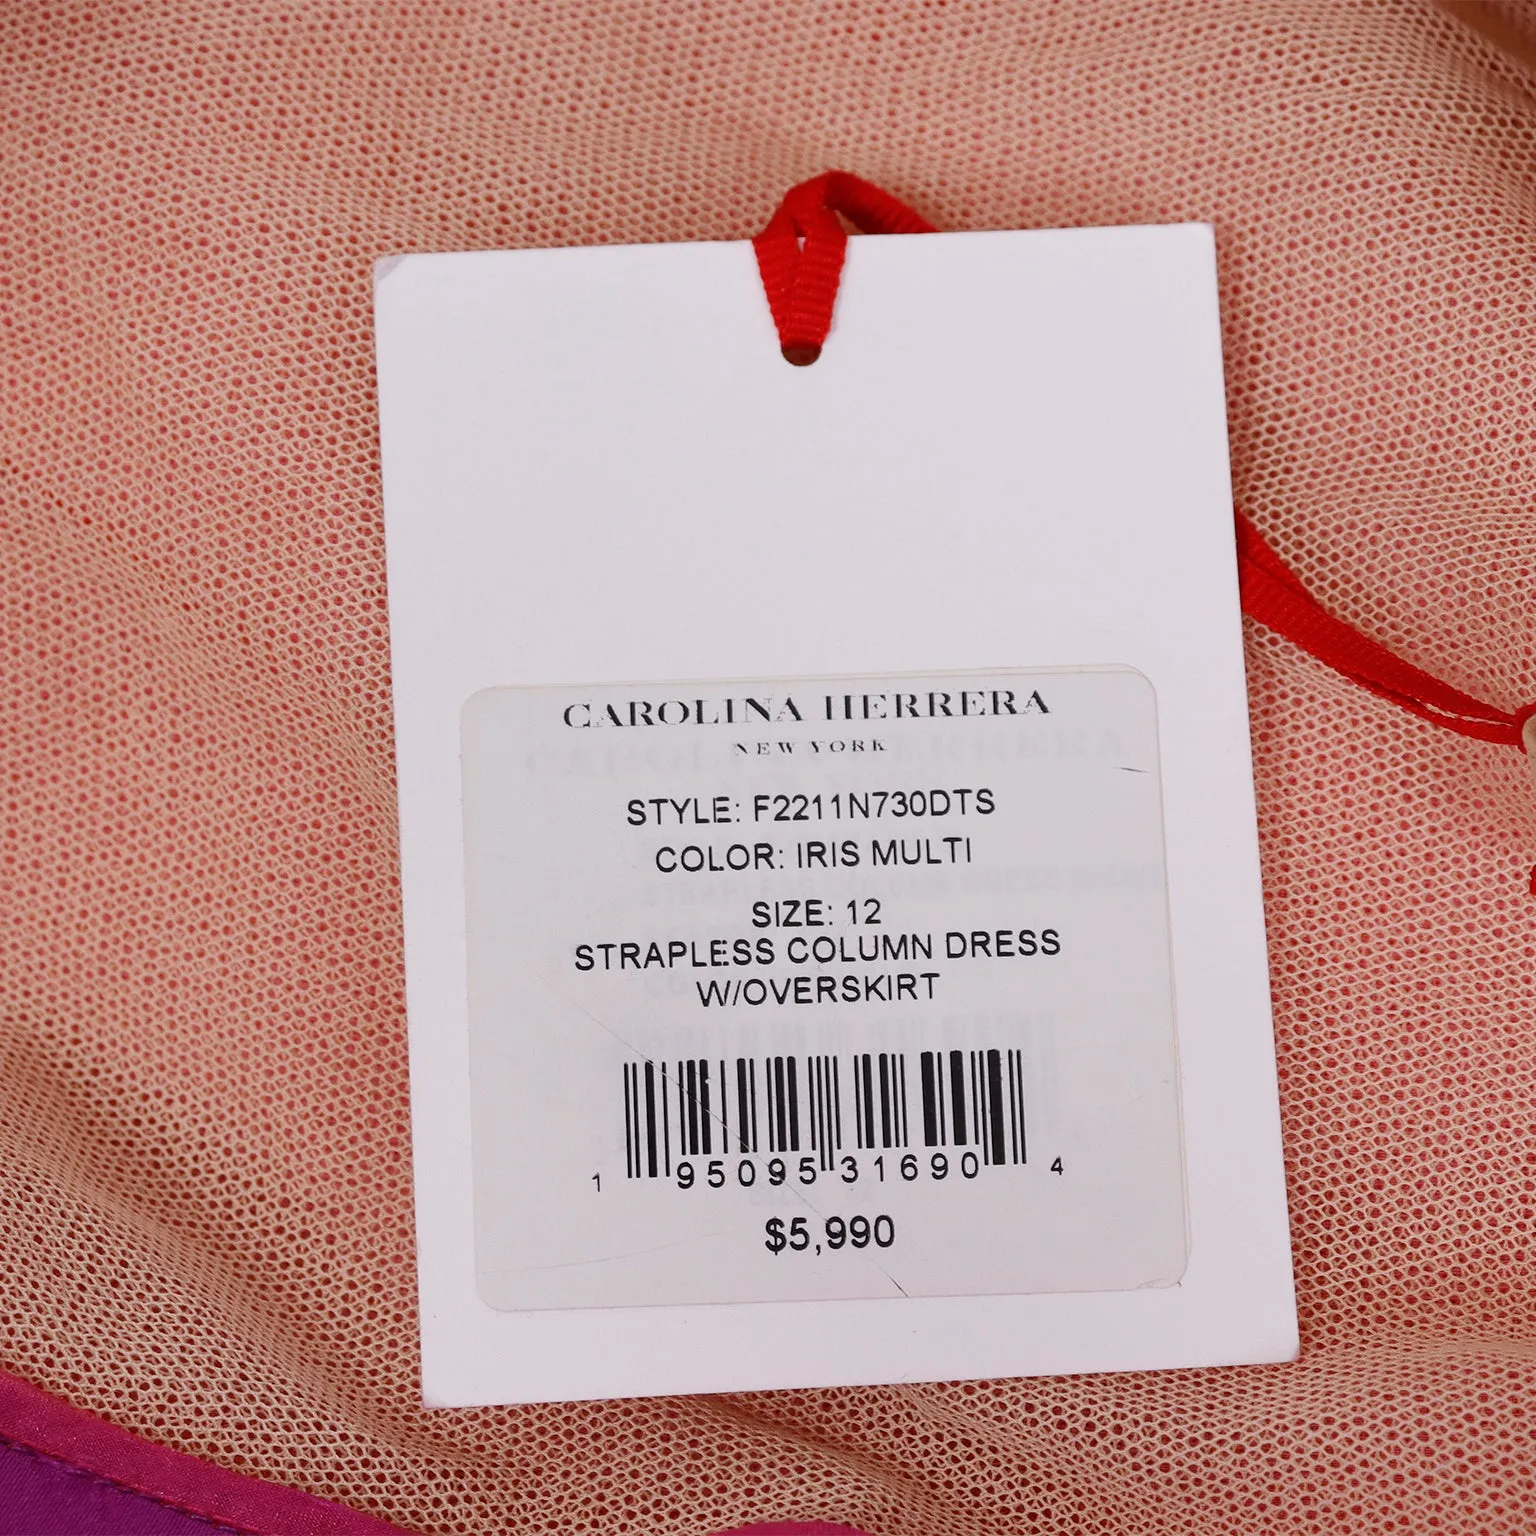 CAROLINA HERRERA
NEW YORK
STYLE: F2211N730DTS
COLOR: IRIS MULTI
SIZE: 12
STRAPLESS COLUMN DRESS
W/OVERSKIRT
1 95095 31690 4
$5,990